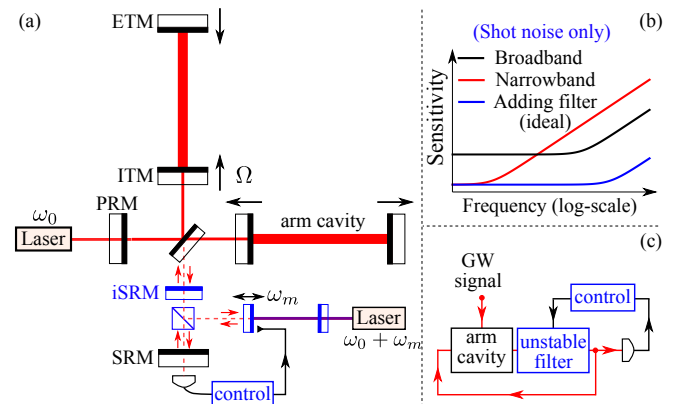 (a)
ETM
ITM
Ω
PRM
ω0
Laser
arm cavity
iSRM
ωm
Laser
ω0 + ωm
SRM
control
(b)
(Shot noise only)
Broadband
Narrowband
Adding filter
(ideal)
Sensitivity
Frequency (log-scale)
(c)
GW
signal
control
arm
cavity
unstable
filter